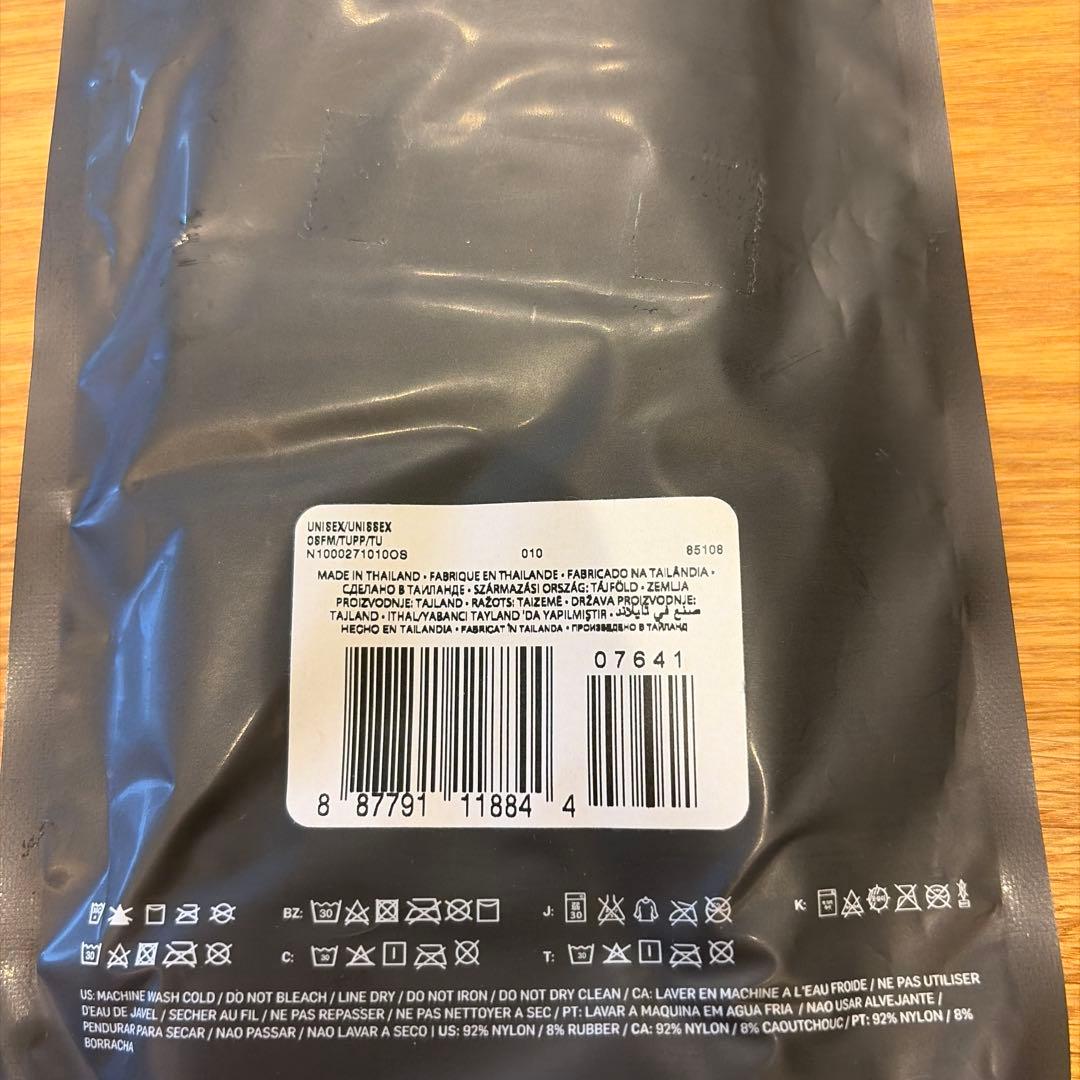 UNISEX/UNISSEX
OSFM/TUPP/TU
N1000271010OS 010 85108
MADE IN THAILAND • FABRIQUE EN THAILANDE • FABRICADO NA TAILÂNDIA •
СДЕЛАНО В ТАИЛАНДЕ • SZÁRMAZÁSI ORSZÁG: TÁJFÖLD • ZEMLJA
PROIZVODNJE: TAJLAND • RAŽOTS: TAIZEMĒ • DRŽAVA PROIZVODNJE:
TAJLAND • ITHAL/YABANCI TAYLAND 'DA YAPILMIŞTIR • صنع في تايلاند
HECHO EN TAILANDIA • FABRICAT ÎN TAILANDA • ПРОИЗВЕДЕНО В ТАЙЛАНД
07641
8 87791 11884 4
BZ: 30 J: 30 K:
30 C: 30 T: 30
US: MACHINE WASH COLD / DO NOT BLEACH / LINE DRY / DO NOT IRON / DO NOT DRY CLEAN / CA: LAVER EN MACHINE A L'EAU FROIDE / NE PAS UTILISER
D'EAU DE JAVEL / SECHER AU FIL / NE PAS REPASSER / NE PAS NETTOYER A SEC / PT: LAVAR A MAQUINA EM AGUA FRIA / NAO USAR ALVEJANTE /
PENDURAR PARA SECAR / NAO PASSAR / NAO LAVAR A SECO | US: 92% NYLON / 8% RUBBER / CA: 92% NYLON / 8% CAOUTCHOUC / PT: 92% NYLON / 8%
BORRACHA